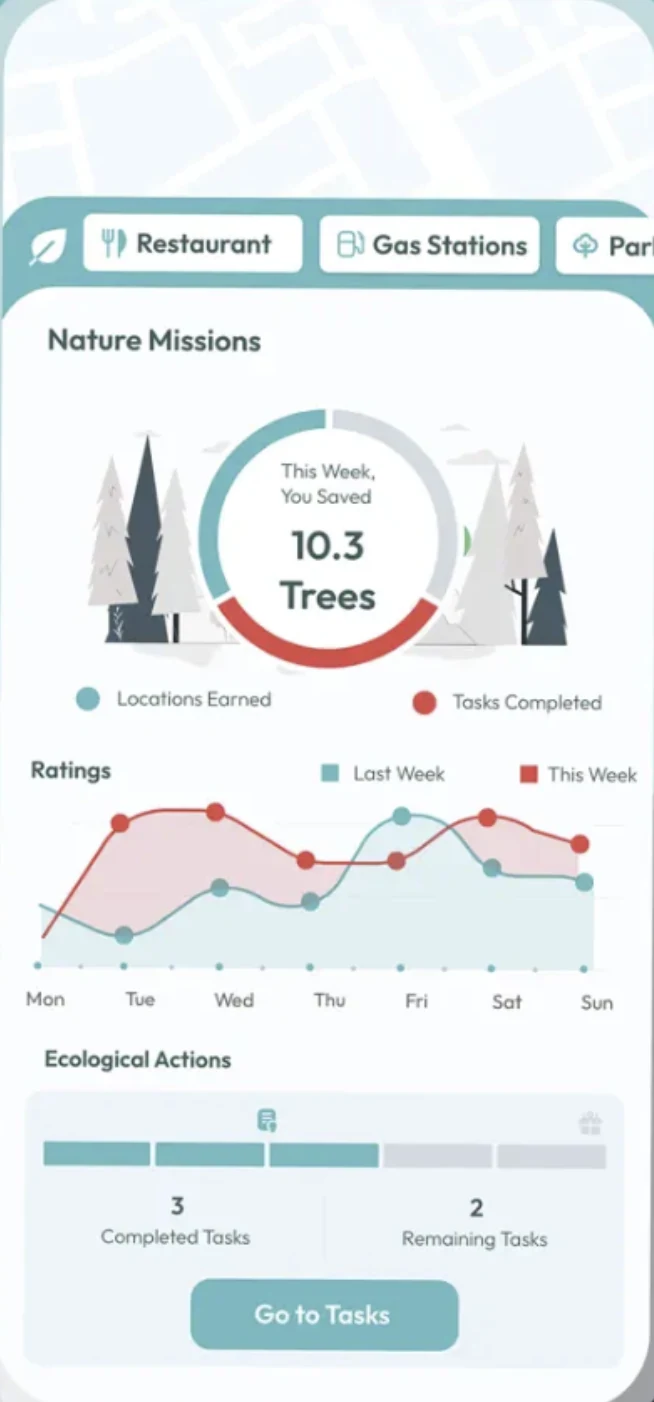 Restaurant
Gas Stations
Nature Missions
This Week,
You Saved
10.3
Trees
Locations Earned
Tasks Completed
Ratings
Last Week
This Week
Mon Tue Wed Thu Fri Sat Sun
Ecological Actions
3
Completed Tasks
2
Remaining Tasks
Go to Tasks